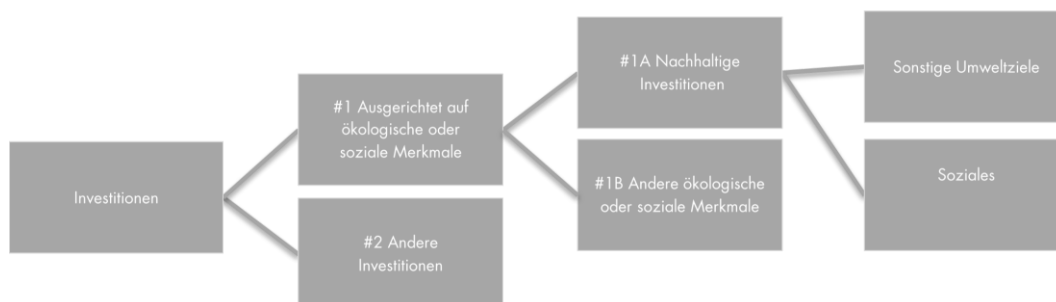 Investitionen
#1 Ausgerichtet auf
ökologische oder
soziale Merkmale
#2 Andere
Investitionen
#1A Nachhaltige
Investitionen
#1B Andere ökologische
oder soziale Merkmale
Sonstige Umweltziele
Soziales